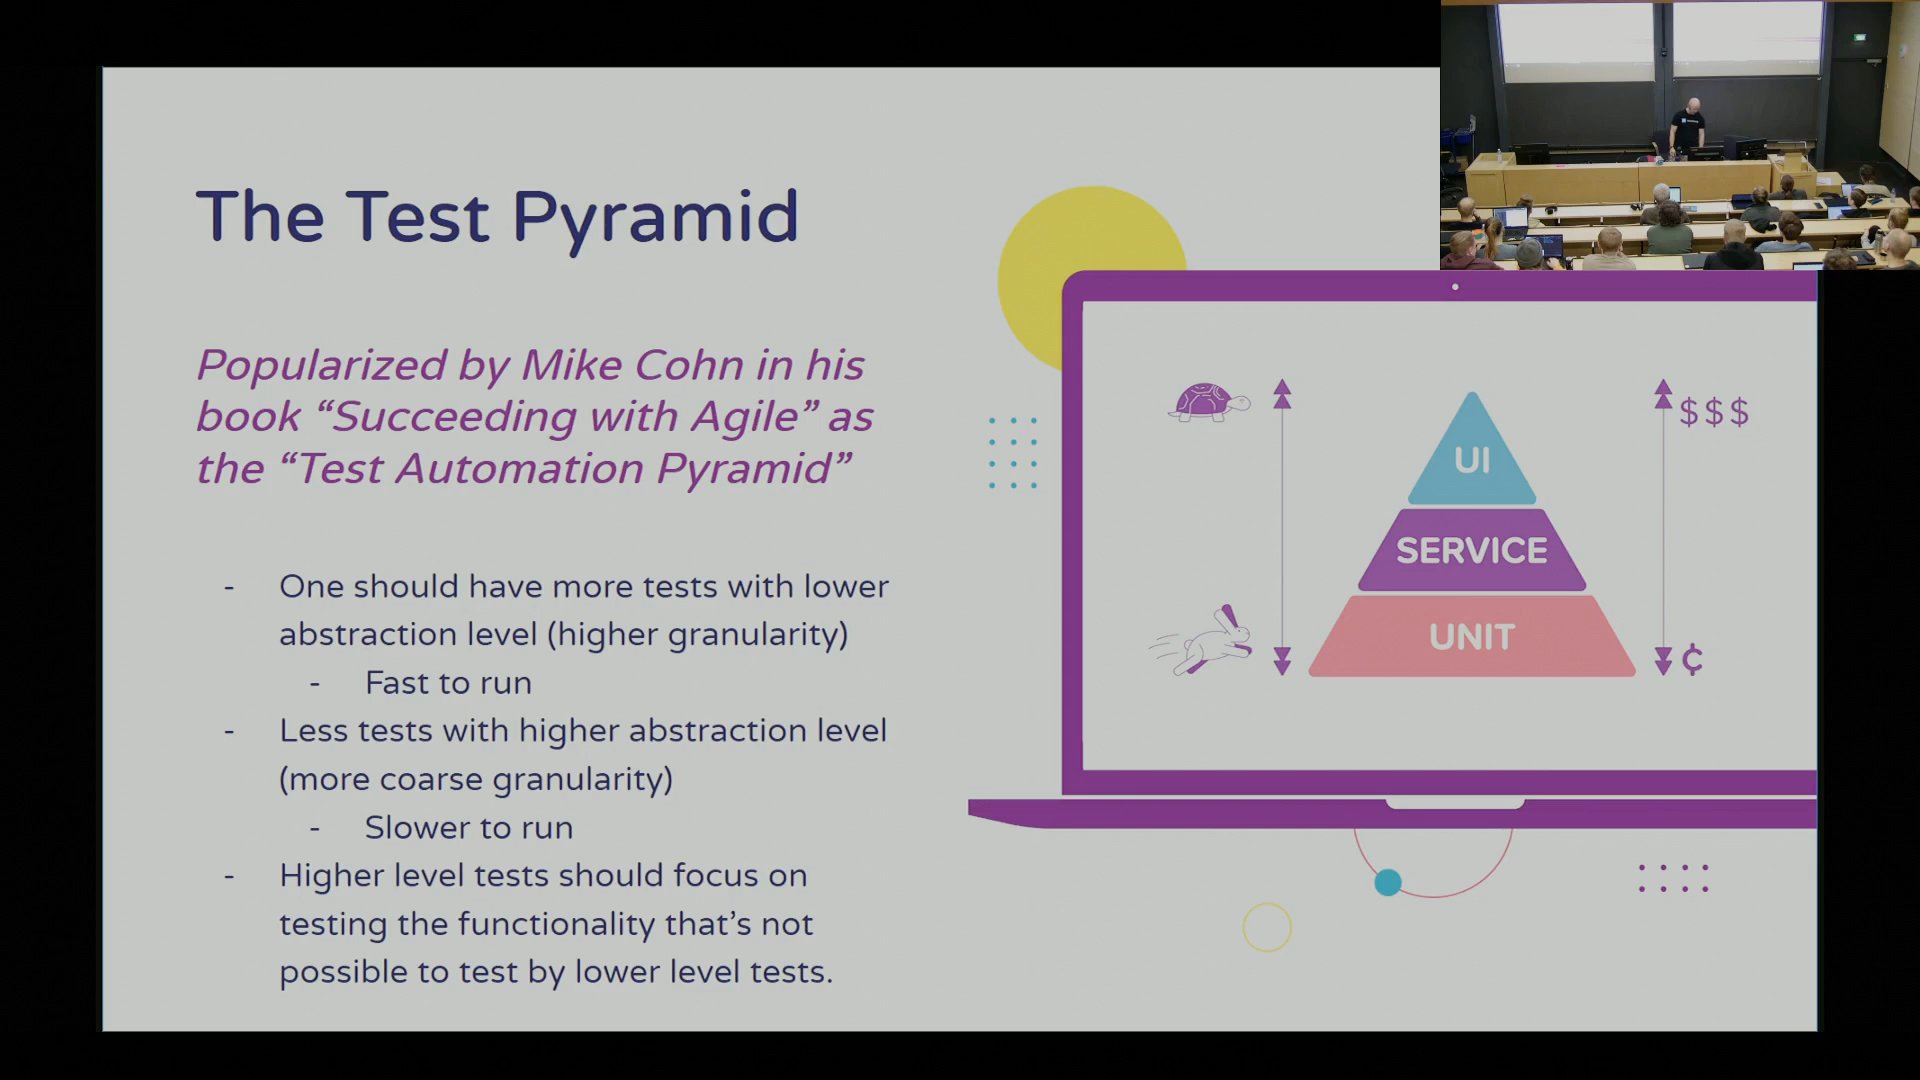 The Test Pyramid
Popularized by Mike Cohn in his
book “Succeeding with Agile” as
the “Test Automation Pyramid”
- One should have more tests with lower
abstraction level (higher granularity)
- Fast to run
- Less tests with higher abstraction level
(more coarse granularity)
- Slower to run
- Higher level tests should focus on
testing the functionality that’s not
possible to test by lower level tests.
$$$
UI
SERVICE
UNIT
¢